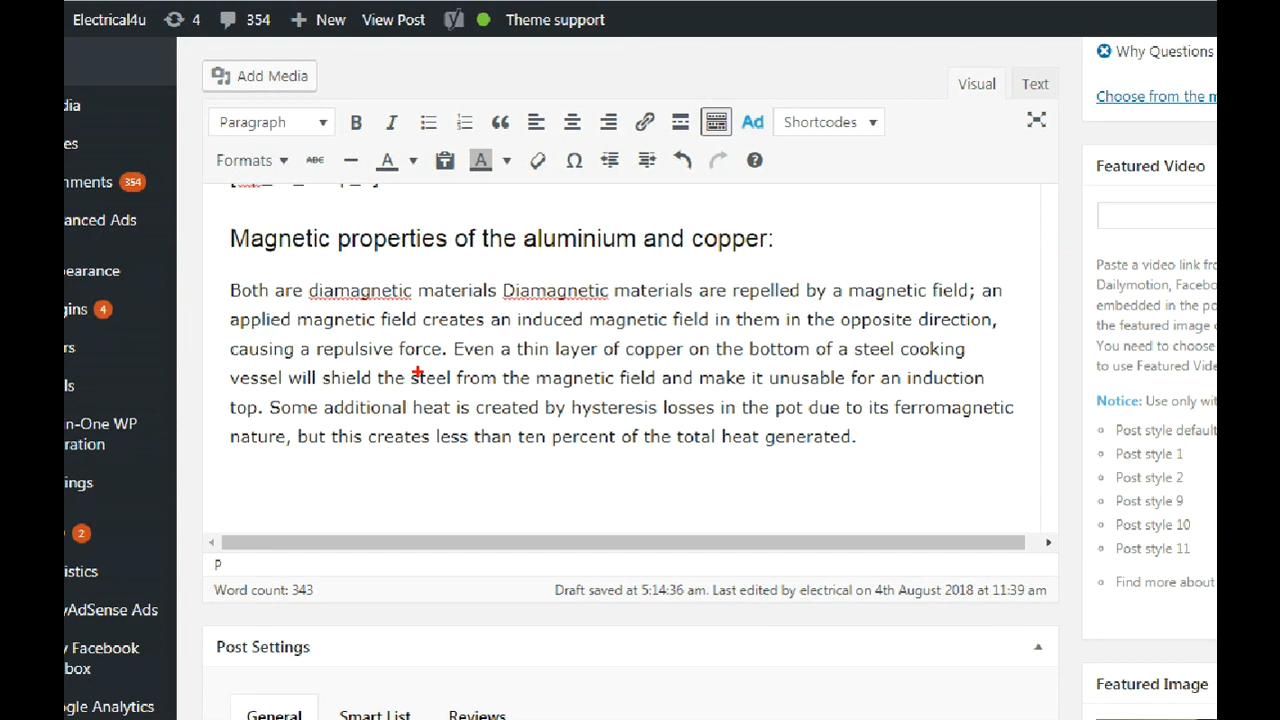 Electrical4u 4 354 New View Post Theme support
Add Media
Visual Text
Paragraph Ad Shortcodes
Formats ABC A A
Magnetic properties of the aluminium and copper:
Both are diamagnetic materials Diamagnetic materials are repelled by a magnetic field; an
applied magnetic field creates an induced magnetic field in them in the opposite direction,
causing a repulsive force. Even a thin layer of copper on the bottom of a steel cooking
vessel will shield the steel from the magnetic field and make it unusable for an induction
top. Some additional heat is created by hysteresis losses in the pot due to its ferromagnetic
nature, but this creates less than ten percent of the total heat generated.
p
Word count: 343 Draft saved at 5:14:36 am. Last edited by electrical on 4th August 2018 at 11:39 am
Post Settings
General Smart List Reviews
dia
es
mments 354
anced Ads
pearance
gins 4
rs
ls
-in-One WP
ration
ings
2
tistics
yAdSense Ads
y Facebook
box
gle Analytics
Why Questions
Choose from the m
Featured Video
Paste a video link fro
Dailymotion, Facebo
embedded in the po
the featured image o
You need to choose
to use Featured Vide
Notice: Use only wit
Post style default
Post style 1
Post style 2
Post style 9
Post style 10
Post style 11
Find more about
Featured Image